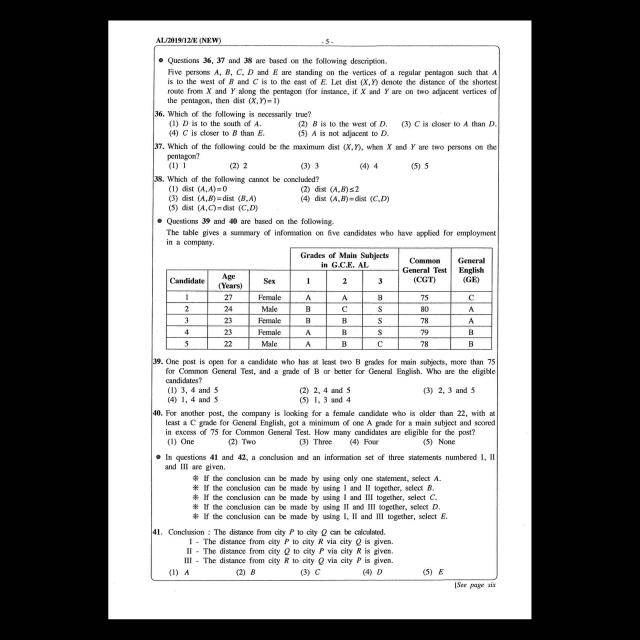 AL/2019/12/E (NEW)
- 5 -
● Questions 36, 37 and 38 are based on the following description.
Five persons A, B, C, D and E are standing on the vertices of a regular pentagon such that A
is to the west of B and C is to the east of E. Let dist (X,Y) denote the distance of the shortest
route from X and Y along the pentagon (for instance, if X and Y are on two adjacent vertices of
the pentagon, then dist (X,Y)=1)
36. Which of the following is necessarily true?
(1) D is to the south of A. (2) B is to the west of D. (3) C is closer to A than D.
(4) C is closer to B than E. (5) A is not adjacent to D.
37. Which of the following could be the maximum dist (X,Y), when X and Y are two persons on the
pentagon?
(1) 1 (2) 2 (3) 3 (4) 4 (5) 5
38. Which of the following cannot be concluded?
(1) dist (A,A)=0 (2) dist (A,B)≤2
(3) dist (A,B)=dist (B,A) (4) dist (A,B)=dist (C,D)
(5) dist (A,C)=dist (C,D)
● Questions 39 and 40 are based on the following.
The table gives a summary of information on five candidates who have applied for employment
in a company.
Grades of Main Subjects
in G.C.E. AL
Common
General Test
(CGT)
General
English
(GE)
Candidate Age
(Years) Sex 1 2 3
1 27 Female A A B 75 C
2 24 Male B C S 80 A
3 23 Female B B S 78 A
4 23 Female A B S 79 B
5 22 Male A B C 78 B
39. One post is open for a candidate who has at least two B grades for main subjects, more than 75
for Common General Test, and a grade of B or better for General English. Who are the eligible
candidates?
(1) 3, 4 and 5 (2) 2, 4 and 5 (3) 2, 3 and 5
(4) 1, 4 and 5 (5) 1, 3 and 4
40. For another post, the company is looking for a female candidate who is older than 22, with at
least a C grade for General English, got a minimum of one A grade for a main subject and scored
in excess of 75 for Common General Test. How many candidates are eligible for the post?
(1) One (2) Two (3) Three (4) Four (5) None
● In questions 41 and 42, a conclusion and an information set of three statements numbered I, II
and III are given.
❋ If the conclusion can be made by using only one statement, select A.
❋ If the conclusion can be made by using I and II together, select B.
❋ If the conclusion can be made by using I and III together, select C.
❋ If the conclusion can be made by using II and III together, select D.
❋ If the conclusion can be made by using I, II and III together, select E.
41. Conclusion : The distance from city P to city Q can be calculated.
I - The distance from city P to city R via city Q is given.
II - The distance from city Q to city P via city R is given.
III - The distance from city R to city Q via city P is given.
(1) A (2) B (3) C (4) D (5) E
[See page six